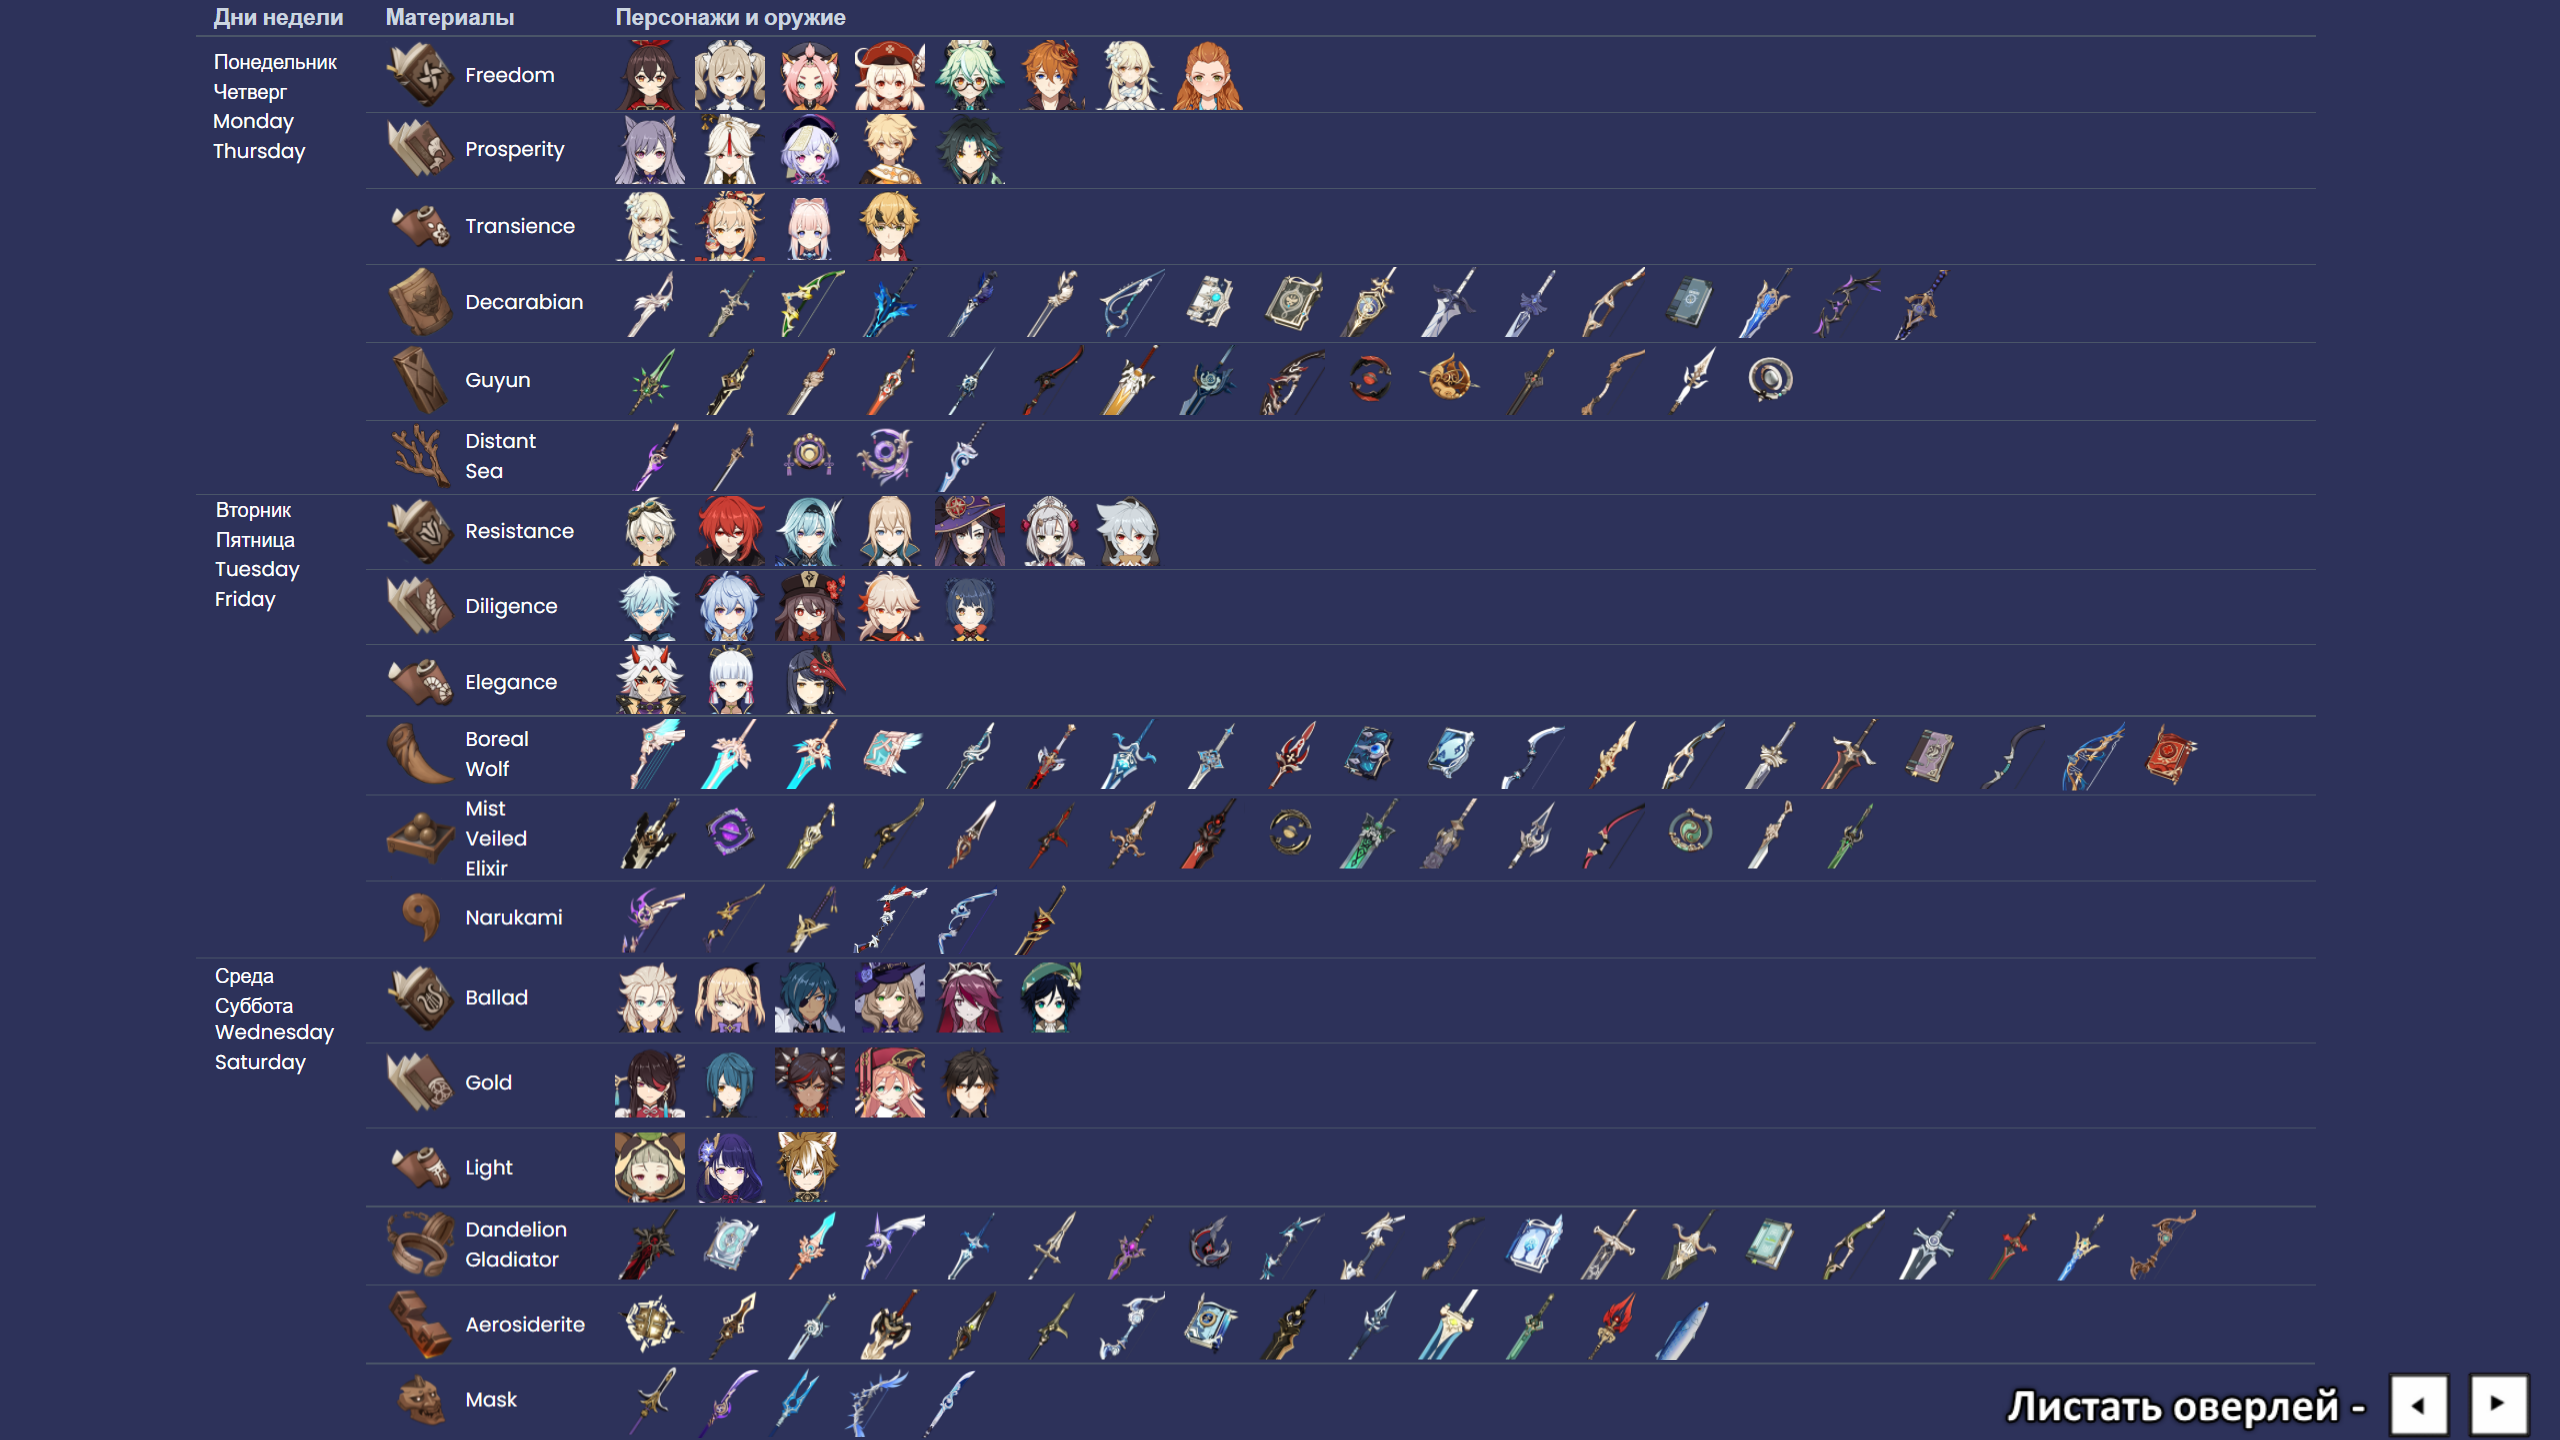 Дни недели Материалы Персонажи и оружие
Понедельник
Четверг
Monday
Thursday
Freedom
Prosperity
Transience
Decarabian
Guyun
Distant
Sea
Вторник
Пятница
Tuesday
Friday
Resistance
Diligence
Elegance
Boreal
Wolf
Mist
Veiled
Elixir
Narukami
Среда
Суббота
Wednesday
Saturday
Ballad
Gold
Light
Dandelion
Gladiator
Aerosiderite
Mask
Листать оверлей -